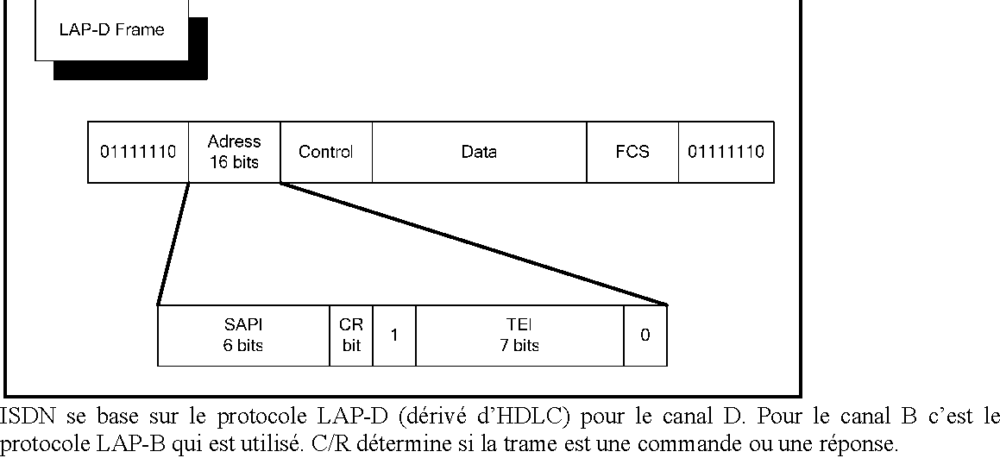 LAP-D Frame
01111110 Adress 16 bits Control Data FCS 01111110
SAPI 6 bits CR bit 1 TEI 7 bits 0
ISDN se base sur le protocole LAP-D (dérivé d’HDLC) pour le canal D. Pour le canal B c’est le
protocole LAP-B qui est utilisé. C/R détermine si la trame est une commande ou une réponse.